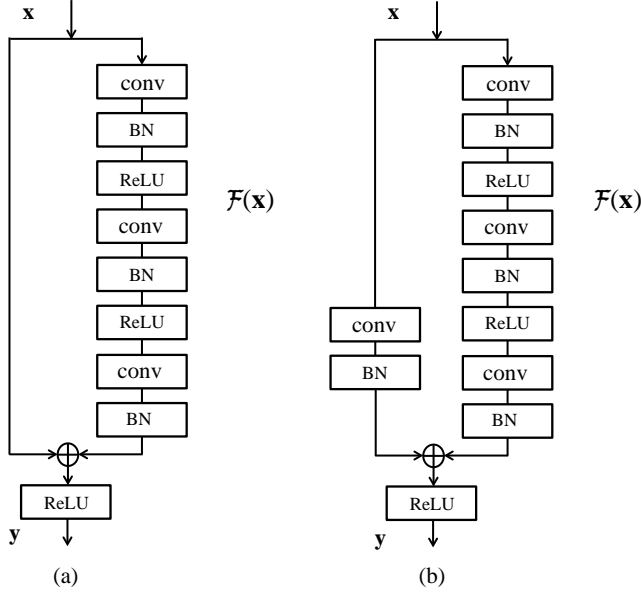 x
conv
BN
ReLU
conv
BN
ReLU
conv
BN
ReLU
y
ℱ(x)
(a)
x
conv
BN
ReLU
conv
BN
ReLU
conv
BN
conv
BN
ReLU
y
ℱ(x)
(b)